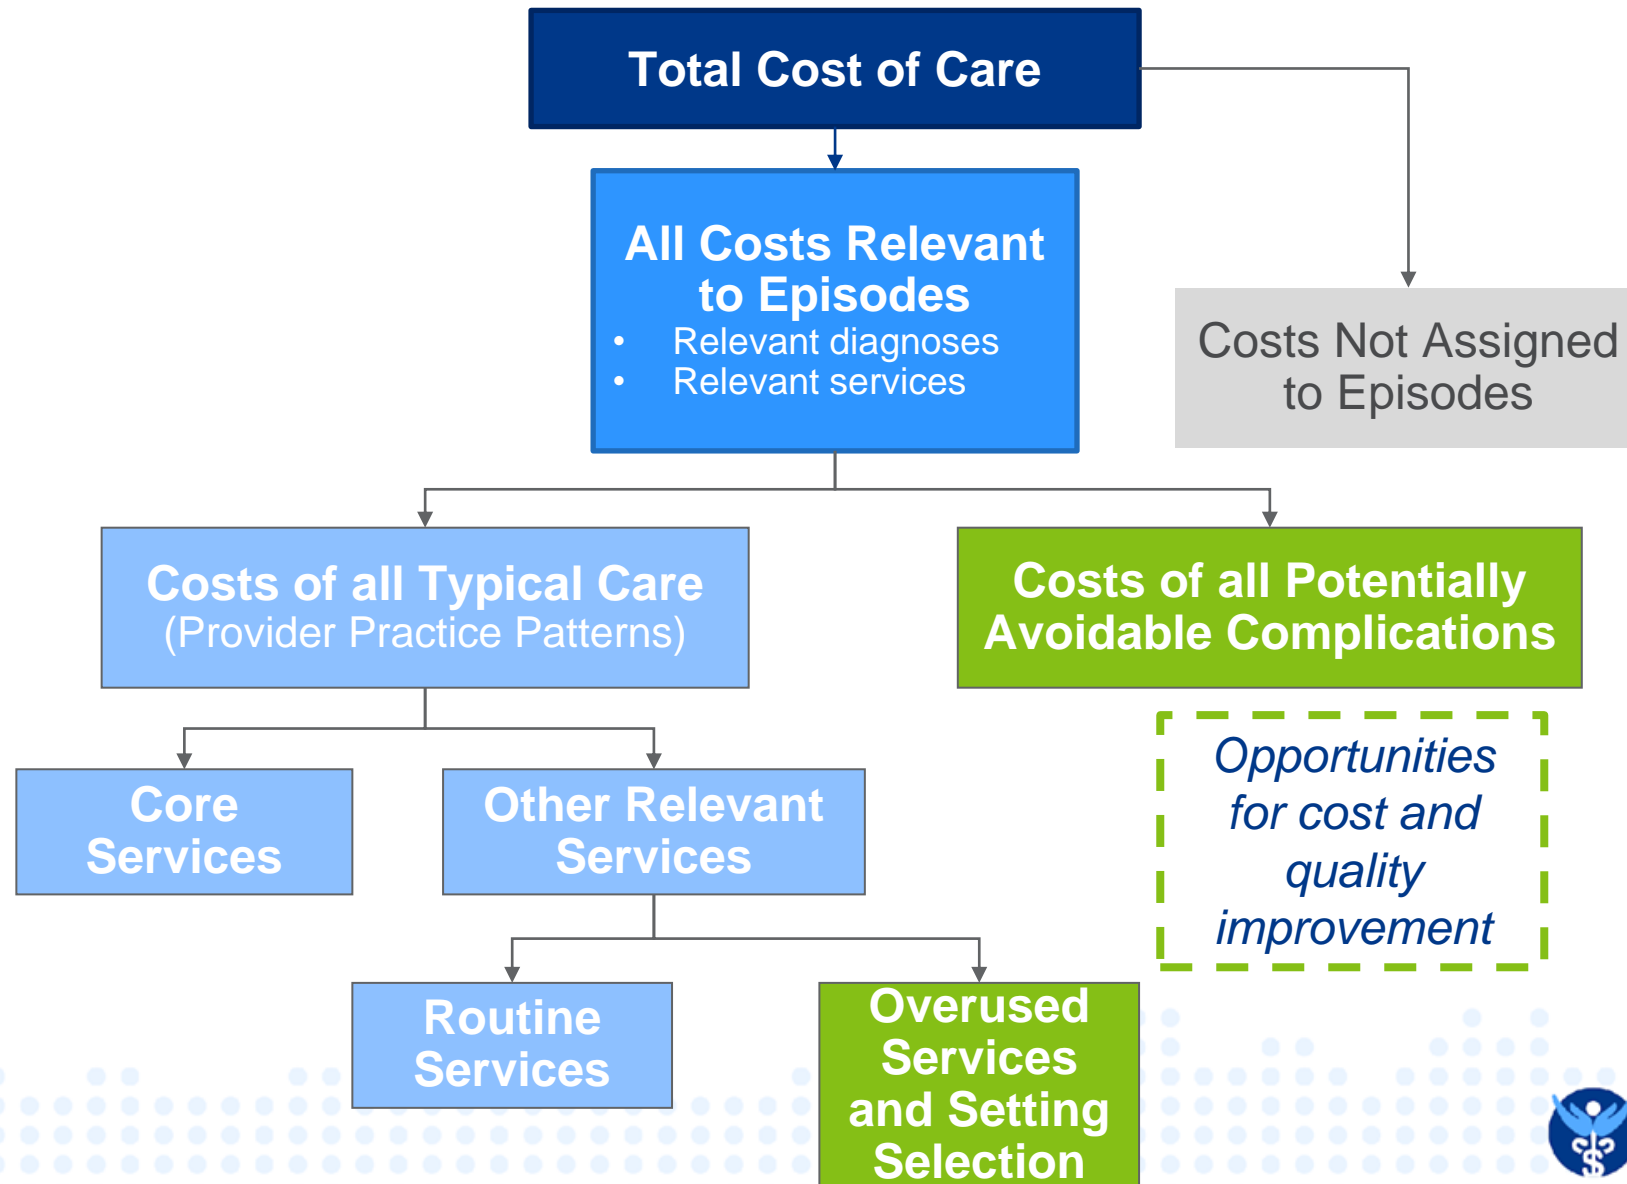 Total Cost of Care
All Costs Relevant
to Episodes
• Relevant diagnoses
• Relevant services
Costs Not Assigned
to Episodes
Costs of all Typical Care
(Provider Practice Patterns)
Costs of all Potentially
Avoidable Complications
Core
Services
Other Relevant
Services
Opportunities
for cost and
quality
improvement
Routine
Services
Overused
Services
and Setting
Selection